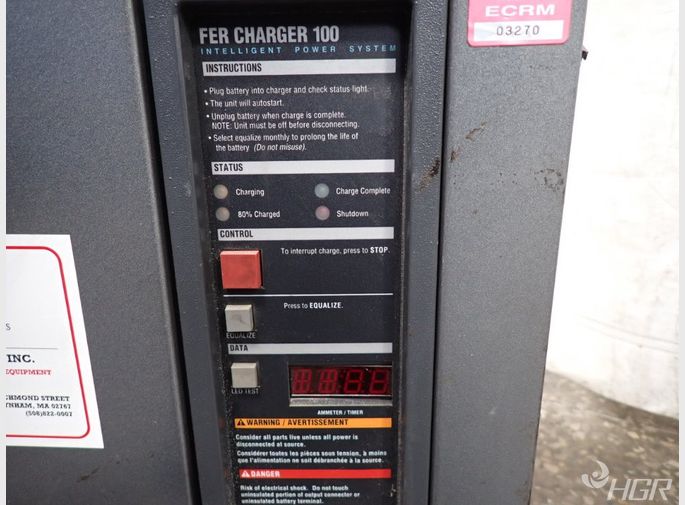 FER CHARGER 100
INTELLIGENT POWER SYSTEM
INSTRUCTIONS
• Plug battery into charger and check status light.
• The unit will autostart.
• Unplug battery when charge is complete.
NOTE: Unit must be off before disconnecting.
• Select equalize monthly to prolong the life of
the battery (Do not misuse).
STATUS
Charging
Charge Complete
80% Charged
Shutdown
CONTROL
To interrupt charge, press to STOP.
Press to EQUALIZE.
EQUALIZE
DATA
LED TEST
AMMETER / TIMER
WARNING / AVERTISSEMENT
Consider all parts live unless all power is
disconnected at source.
Considérer toutes les pièces sous tension, à moins
que l'alimentation ne soit débranchée à la source.
DANGER
Risk of electrical shock. Do not touch
uninsulated portion of output connector or
uninsulated battery terminal.
ECRM
03270
S
INC.
EQUIPMENT
CHMOND STREET
YNHAM, MA 02767
(508)822-0007
HGR